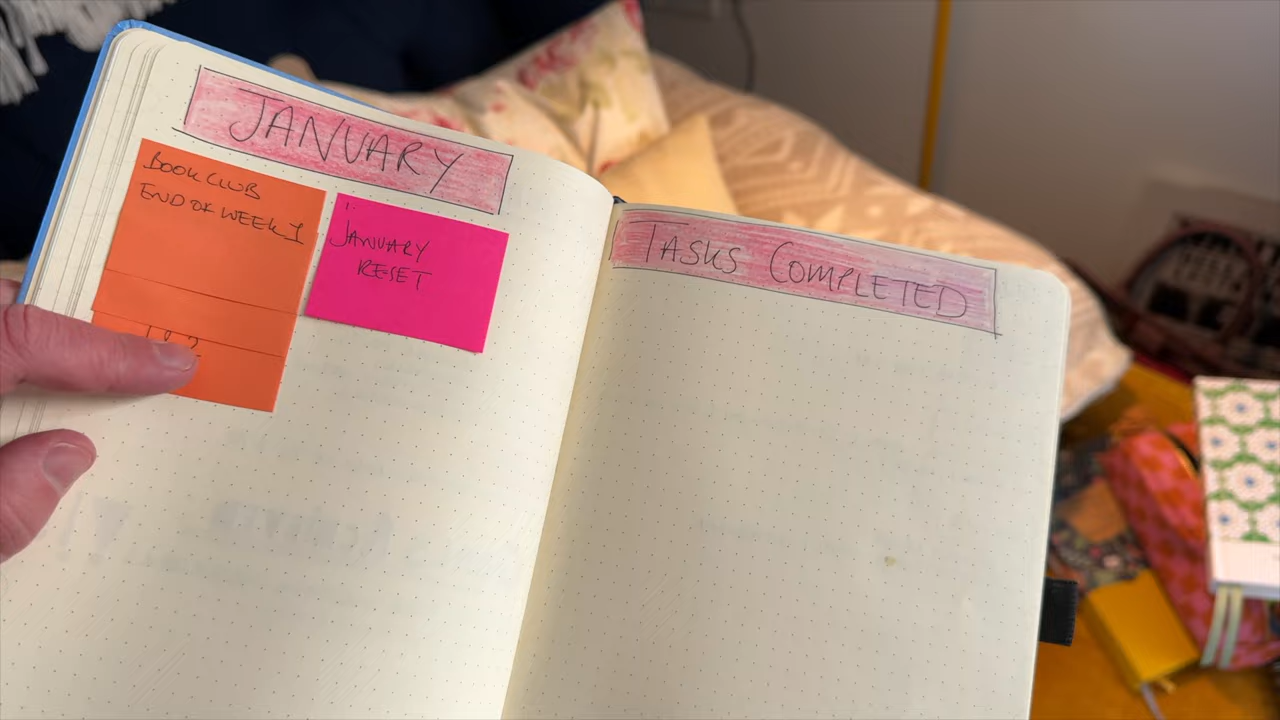 JANUARY
BOOK CLUB
END OF WEEK 1
JANUARY
RESET
TASKS COMPLETED